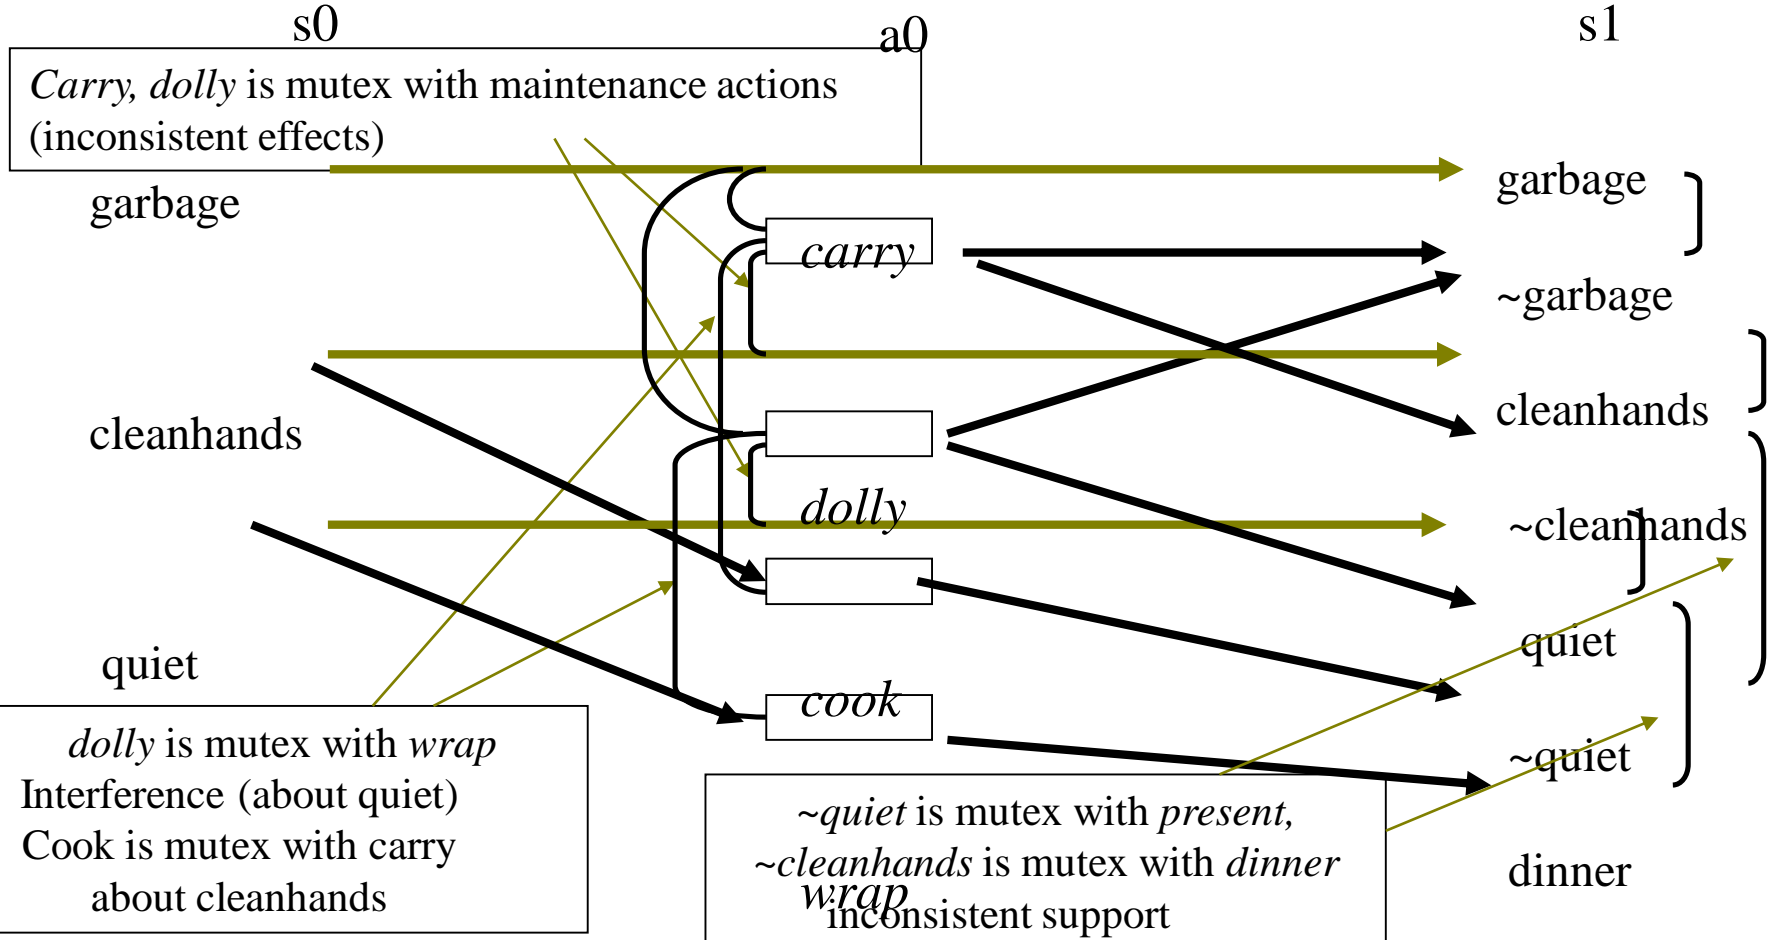 s0
a0
s1
Carry, dolly is mutex with maintenance actions
(inconsistent effects)
garbage
cleanhands
quiet
carry
dolly
cook
wrap
garbage
~garbage
cleanhands
~cleanhands
quiet
~quiet
dinner
dolly is mutex with wrap
Interference (about quiet)
Cook is mutex with carry
about cleanhands
~quiet is mutex with present,
~cleanhands is mutex with dinner
inconsistent support